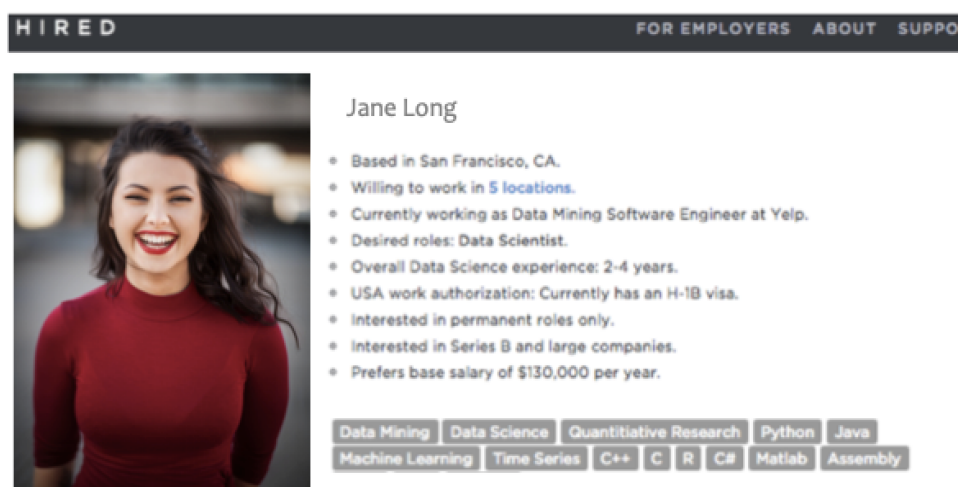 HIRED FOR EMPLOYERS ABOUT SUPPO
Jane Long
Based in San Francisco, CA.
Willing to work in 5 locations.
Currently working as Data Mining Software Engineer at Yelp.
Desired roles: Data Scientist.
Overall Data Science experience: 2-4 years.
USA work authorization: Currently has an H-1B visa.
Interested in permanent roles only.
Interested in Series B and large companies.
Prefers base salary of $130,000 per year.
Data Mining Data Science Quantitiative Research Python Java
Machine Learning Time Series C++ C R C# Matlab Assembly